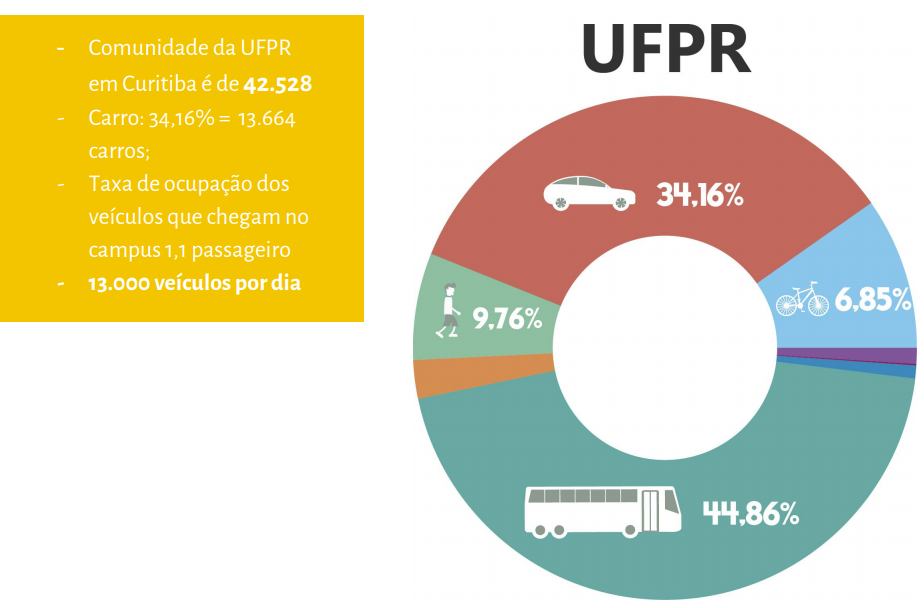 - Comunidade da UFPR
em Curitiba é de 42.528
- Carro: 34,16% = 13.664
carros;
- Taxa de ocupação dos
veículos que chegam no
campus 1,1 passageiro
- 13.000 veículos por dia
UFPR
34,16%
6,85%
9,76%
44,86%